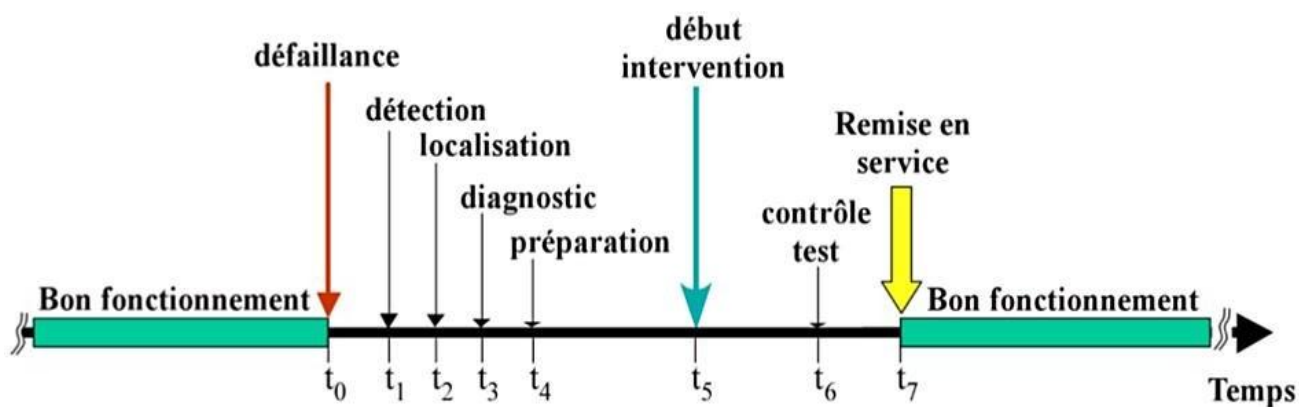 défaillance
début
intervention
détection
localisation
diagnostic
préparation
Remise en
service
contrôle
test
Bon fonctionnement
Bon fonctionnement
t0
t1
t2
t3
t4
t5
t6
t7
Temps